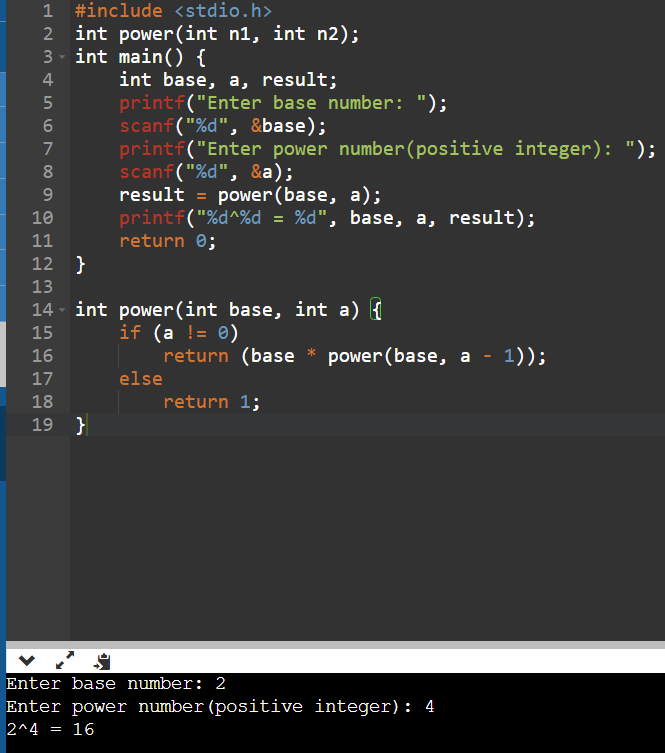 1 #include <stdio.h>
2 int power(int n1, int n2);
3 int main() {
4     int base, a, result;
5     printf("Enter base number: ");
6     scanf("%d", &base);
7     printf("Enter power number(positive integer): ");
8     scanf("%d", &a);
9     result = power(base, a);
10     printf("%d^%d = %d", base, a, result);
11     return 0;
12 }
13
14 int power(int base, int a) {
15     if (a != 0)
16         return (base * power(base, a - 1));
17     else
18         return 1;
19 }
Enter base number: 2
Enter power number(positive integer): 4
2^4 = 16